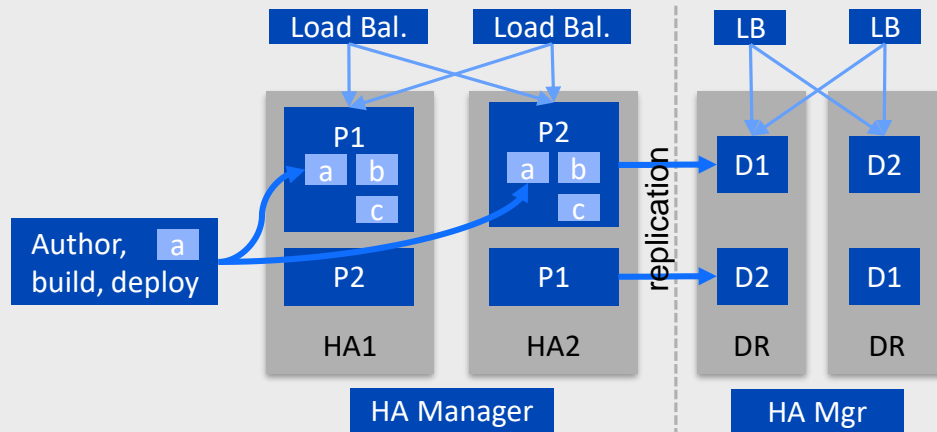 Load Bal.
Load Bal.
LB
LB
P1
a
b
c
P2
a
b
c
D1
D2
Author,
a
build, deploy
P2
P1
replication
D2
D1
HA1
HA2
DR
DR
HA Manager
HA Mgr